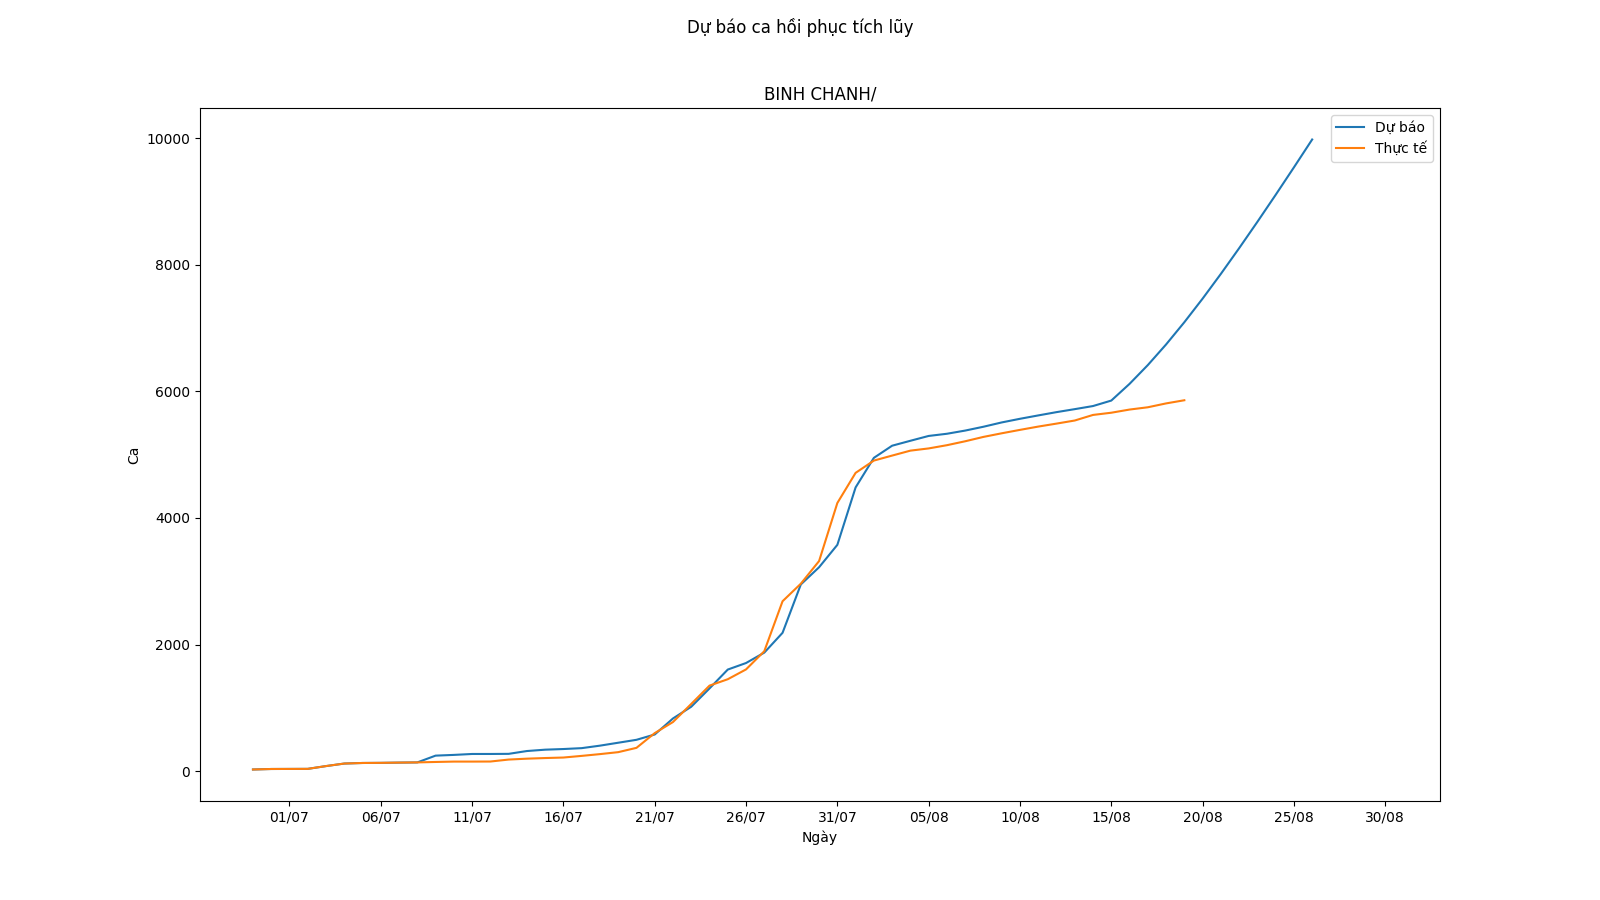 Dự báo ca hồi phục tích lũy
BINH CHANH/
Dự báo
Thực tế
10000
8000
6000
4000
2000
0
Ca
01/07 06/07 11/07 16/07 21/07 26/07 31/07 05/08 10/08 15/08 20/08 25/08 30/08
Ngày